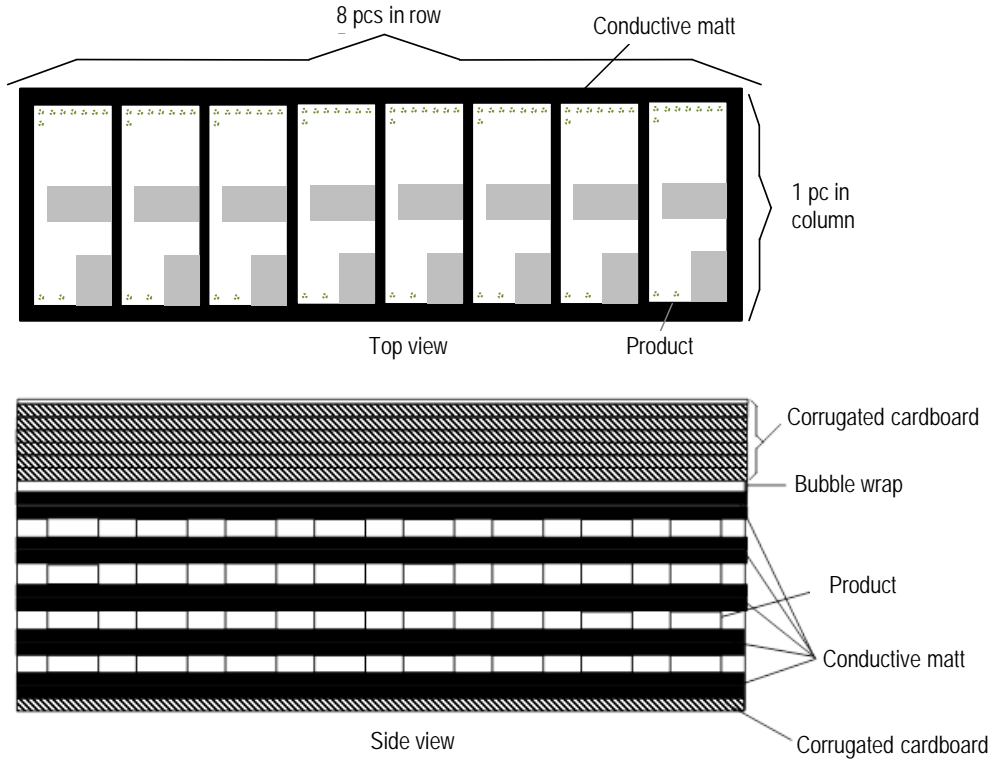 8 pcs in row
Conductive matt
1 pc in
column
Top view
Product
Corrugated cardboard
Bubble wrap
Product
Conductive matt
Side view
Corrugated cardboard